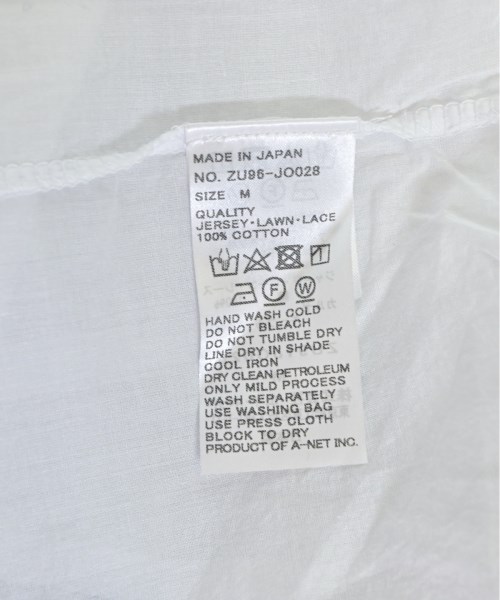 MADE IN JAPAN
NO. ZU96-JO028
SIZE M
QUALITY
JERSEY・LAWN・LACE
100% COTTON
F W
HAND WASH COLD
DO NOT BLEACH
DO NOT TUMBLE DRY
LINE DRY IN SHADE
COOL IRON
DRY CLEAN PETROLEUM
ONLY MILD PROCESS
WASH SEPARATELY
USE WASHING BAG
USE PRESS CLOTH
BLOCK TO DRY
PRODUCT OF A-NET INC.